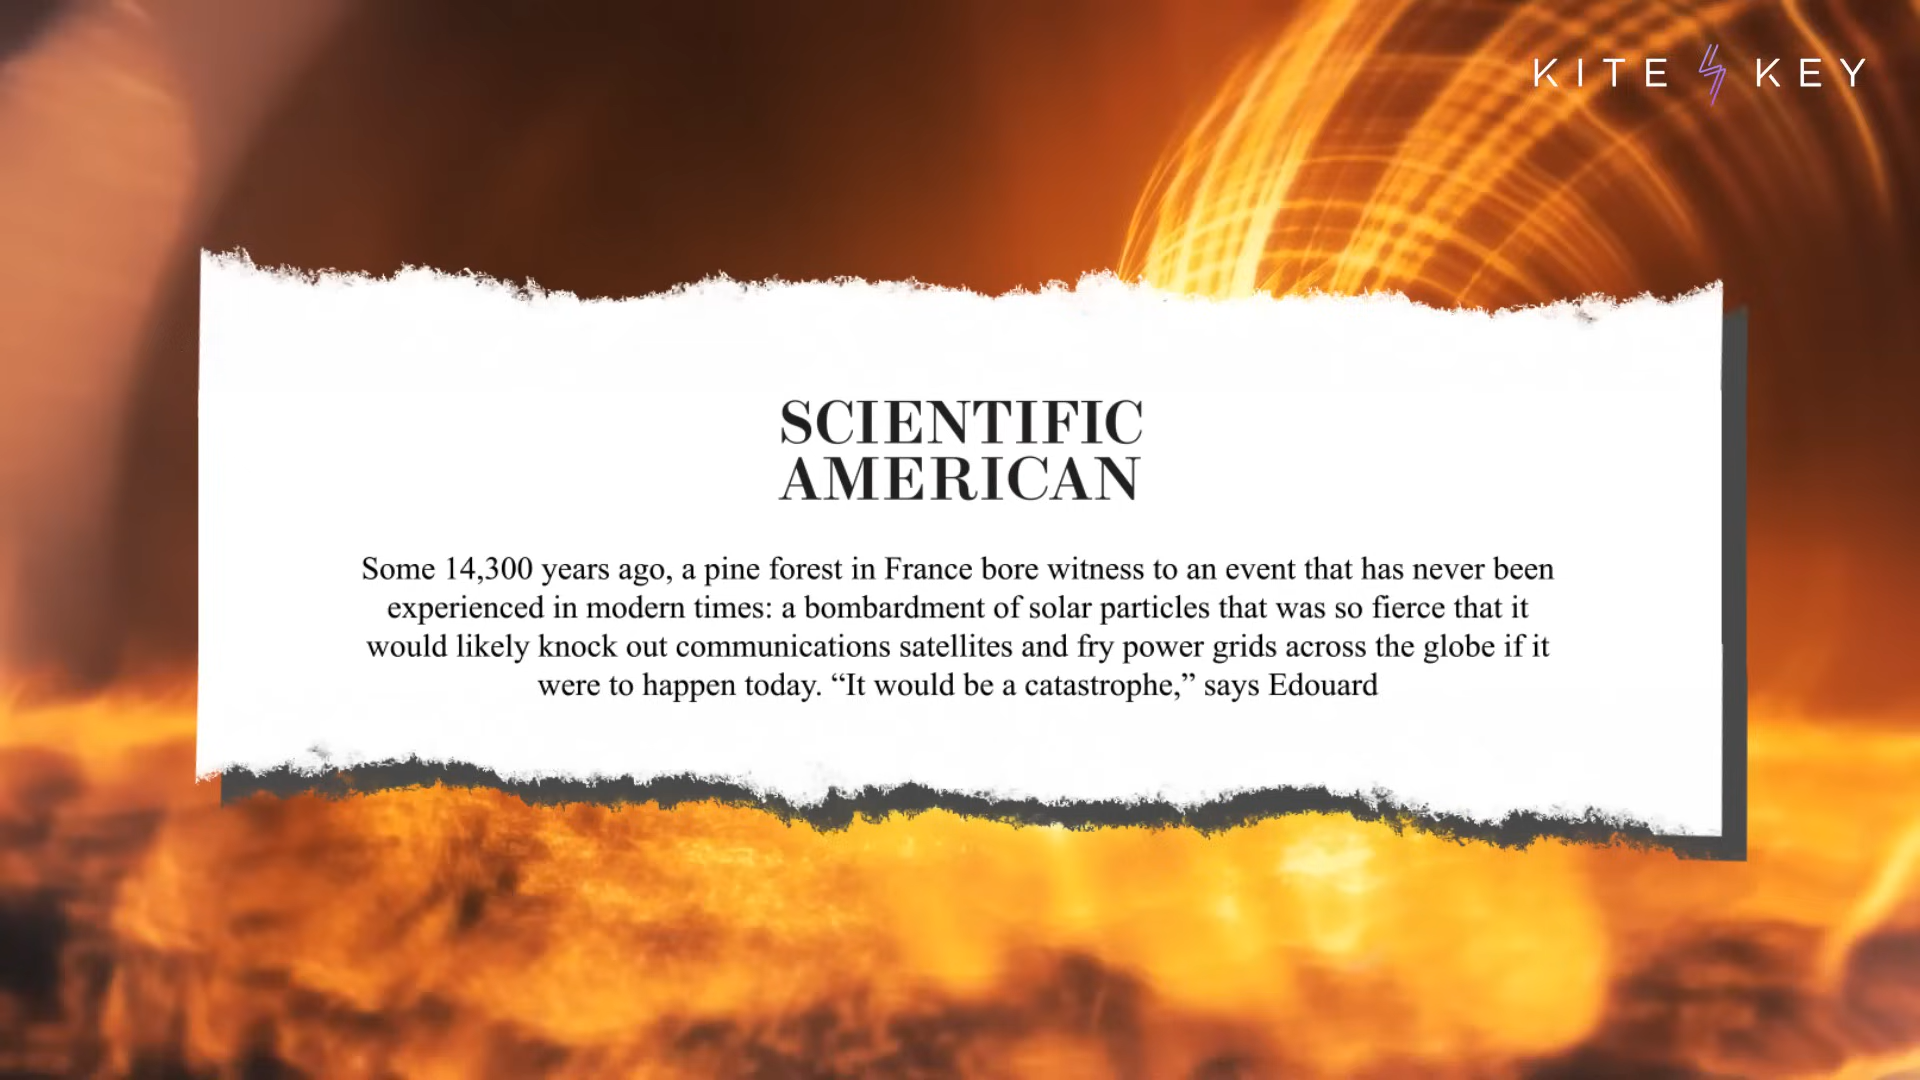 KITE KEY
SCIENTIFIC
AMERICAN
Some 14,300 years ago, a pine forest in France bore witness to an event that has never been
experienced in modern times: a bombardment of solar particles that was so fierce that it
would likely knock out communications satellites and fry power grids across the globe if it
were to happen today. “It would be a catastrophe,” says Edouard